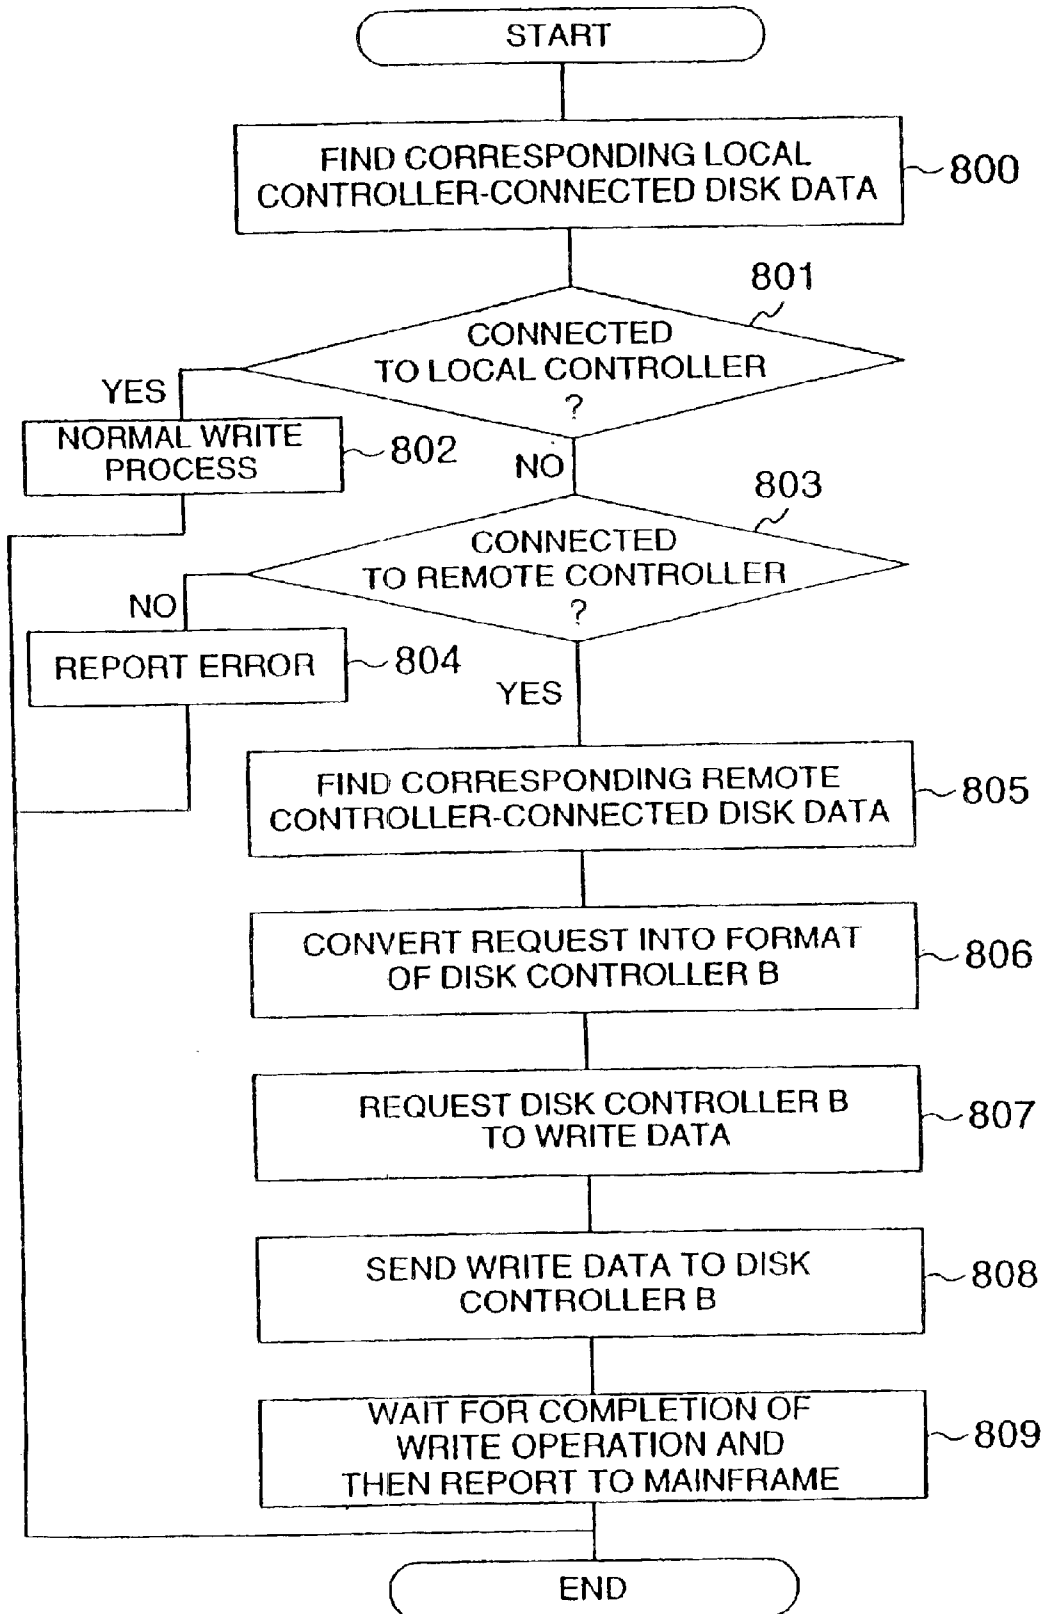 START
FIND CORRESPONDING LOCAL
CONTROLLER-CONNECTED DISK DATA
800
801
CONNECTED
TO LOCAL CONTROLLER
?
YES
NORMAL WRITE
PROCESS
802
NO
803
CONNECTED
TO REMOTE CONTROLLER
?
NO
REPORT ERROR
804
YES
FIND CORRESPONDING REMOTE
CONTROLLER-CONNECTED DISK DATA
805
CONVERT REQUEST INTO FORMAT
OF DISK CONTROLLER B
806
REQUEST DISK CONTROLLER B
TO WRITE DATA
807
SEND WRITE DATA TO DISK
CONTROLLER B
808
WAIT FOR COMPLETION OF
WRITE OPERATION AND
THEN REPORT TO MAINFRAME
809
END